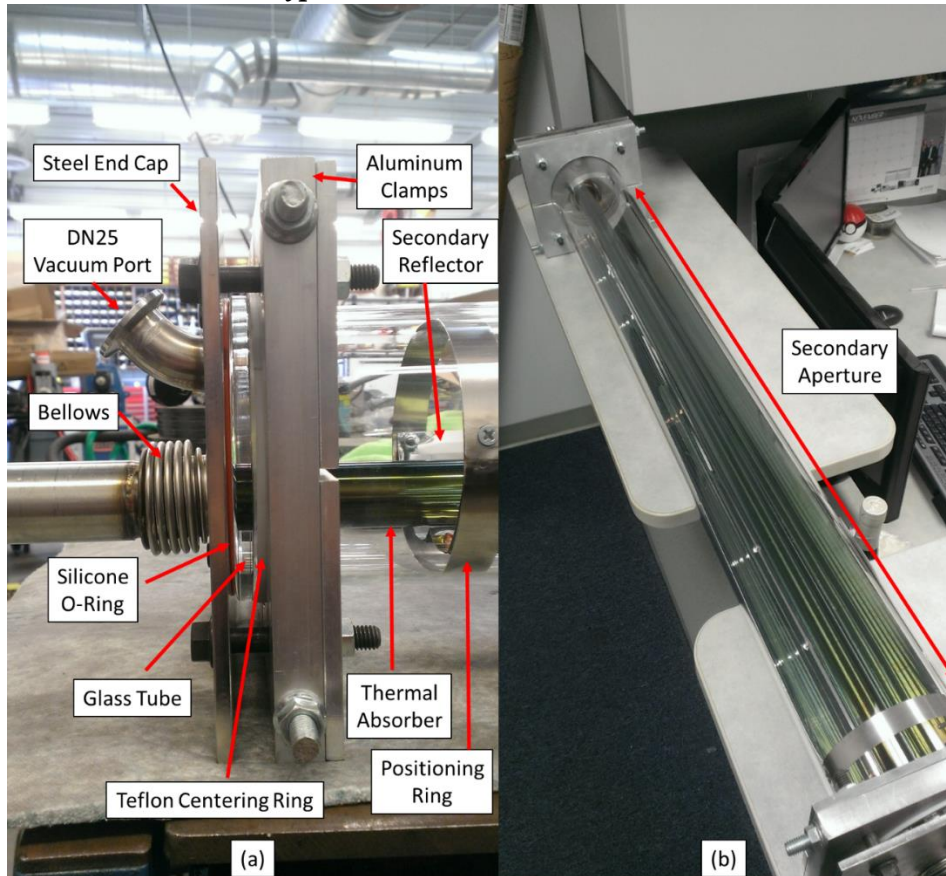 Steel End Cap
DN25
Vacuum Port
Bellows
Silicone
O-Ring
Glass Tube
Teflon Centering Ring
Aluminum
Clamps
Secondary
Reflector
Thermal
Absorber
Positioning
Ring
(a)
Secondary
Aperture
(b)